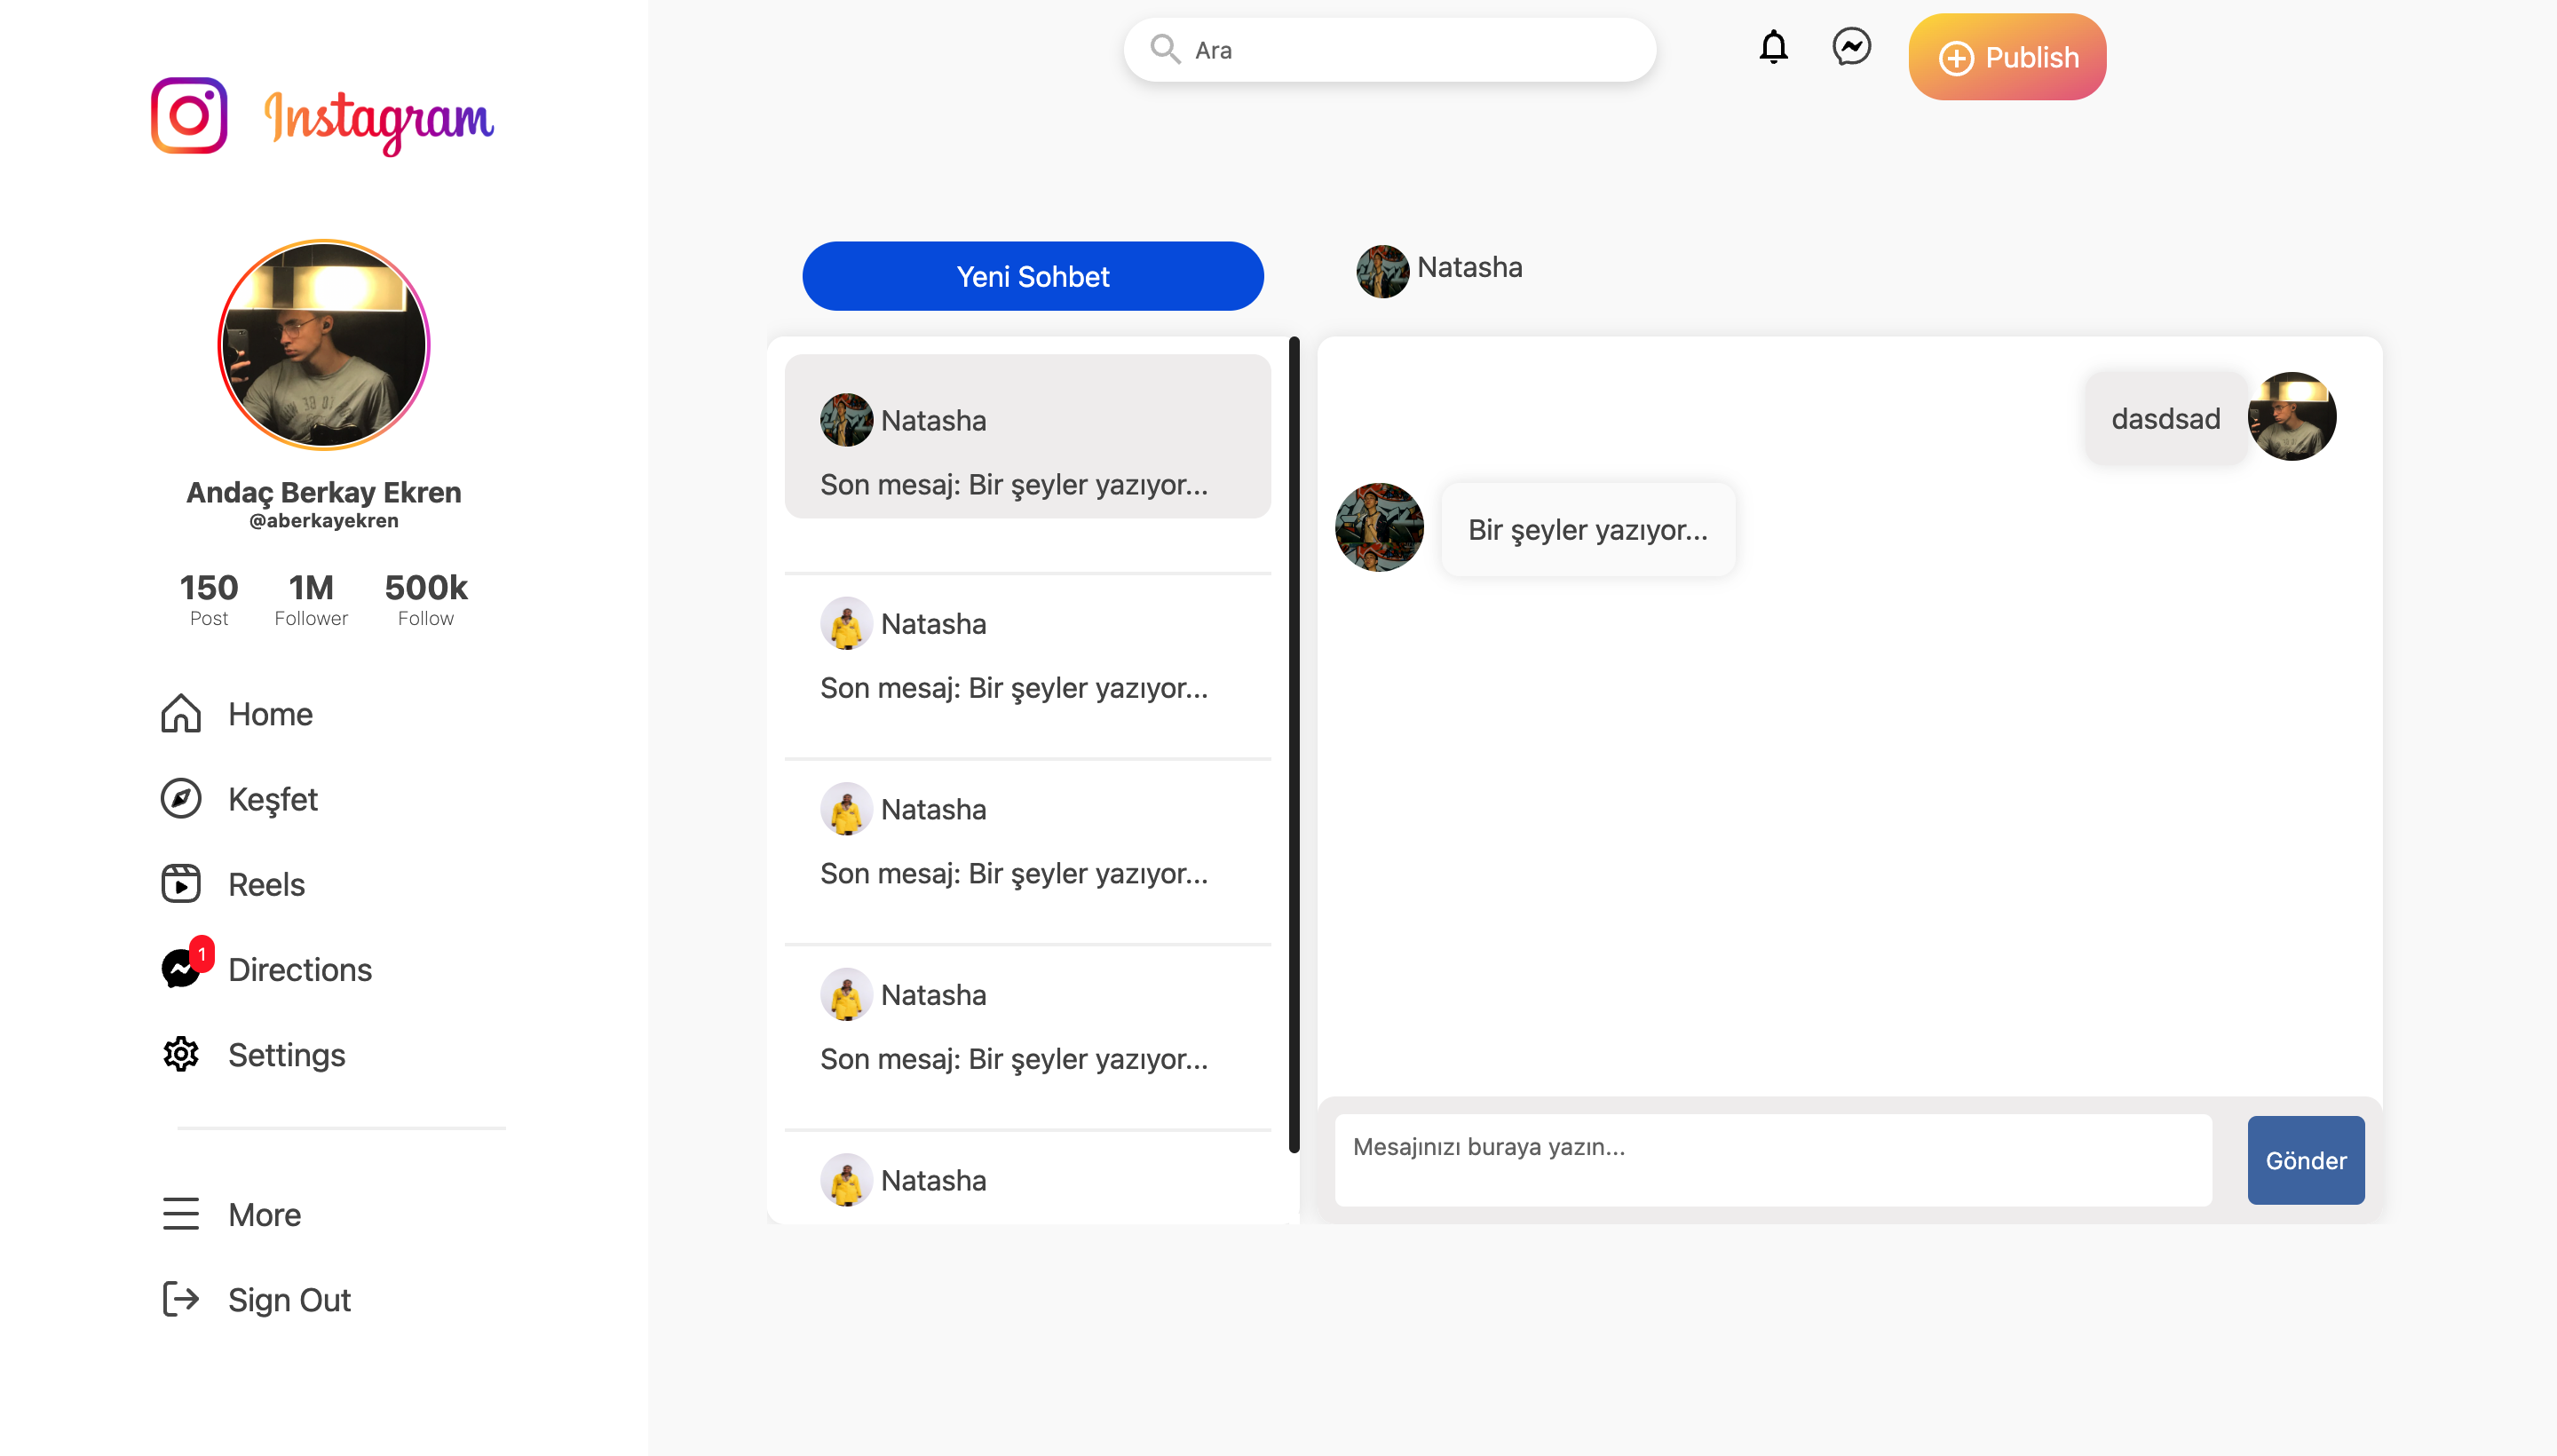 Instagram
Andaç Berkay Ekren
@aberkayekren
150 1M 500k
Post Follower Follow
Home
Keşfet
Reels
1
Directions
Settings
More
Sign Out
Ara
Publish
Yeni Sohbet
Natasha
Son mesaj: Bir şeyler yazıyor...
Natasha
Son mesaj: Bir şeyler yazıyor...
Natasha
Son mesaj: Bir şeyler yazıyor...
Natasha
Son mesaj: Bir şeyler yazıyor...
Natasha
Natasha
dasdsad
Bir şeyler yazıyor...
Mesajınızı buraya yazın...
Gönder